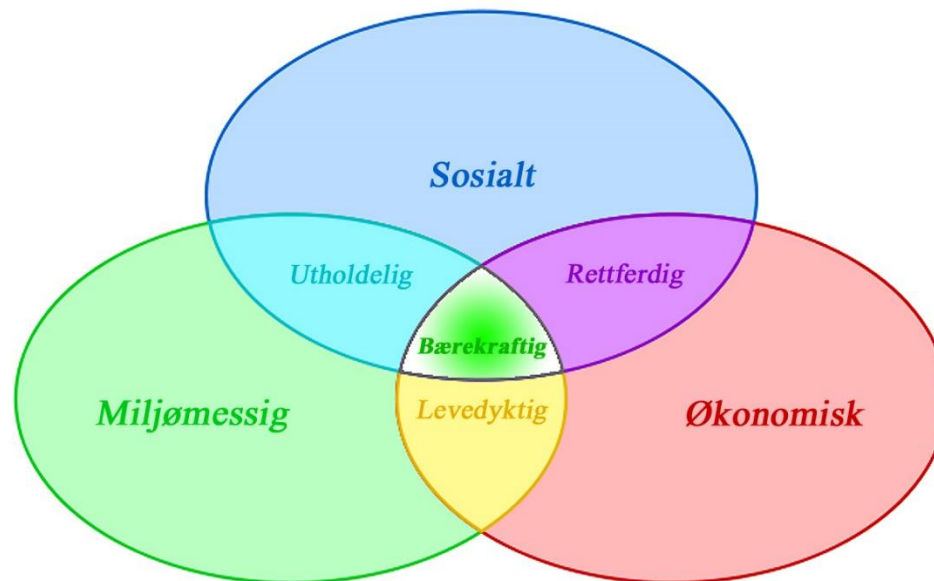 Sosialt
Utholdelig
Rettferdig
Bærekraftig
Miljømessig
Levedyktig
Økonomisk